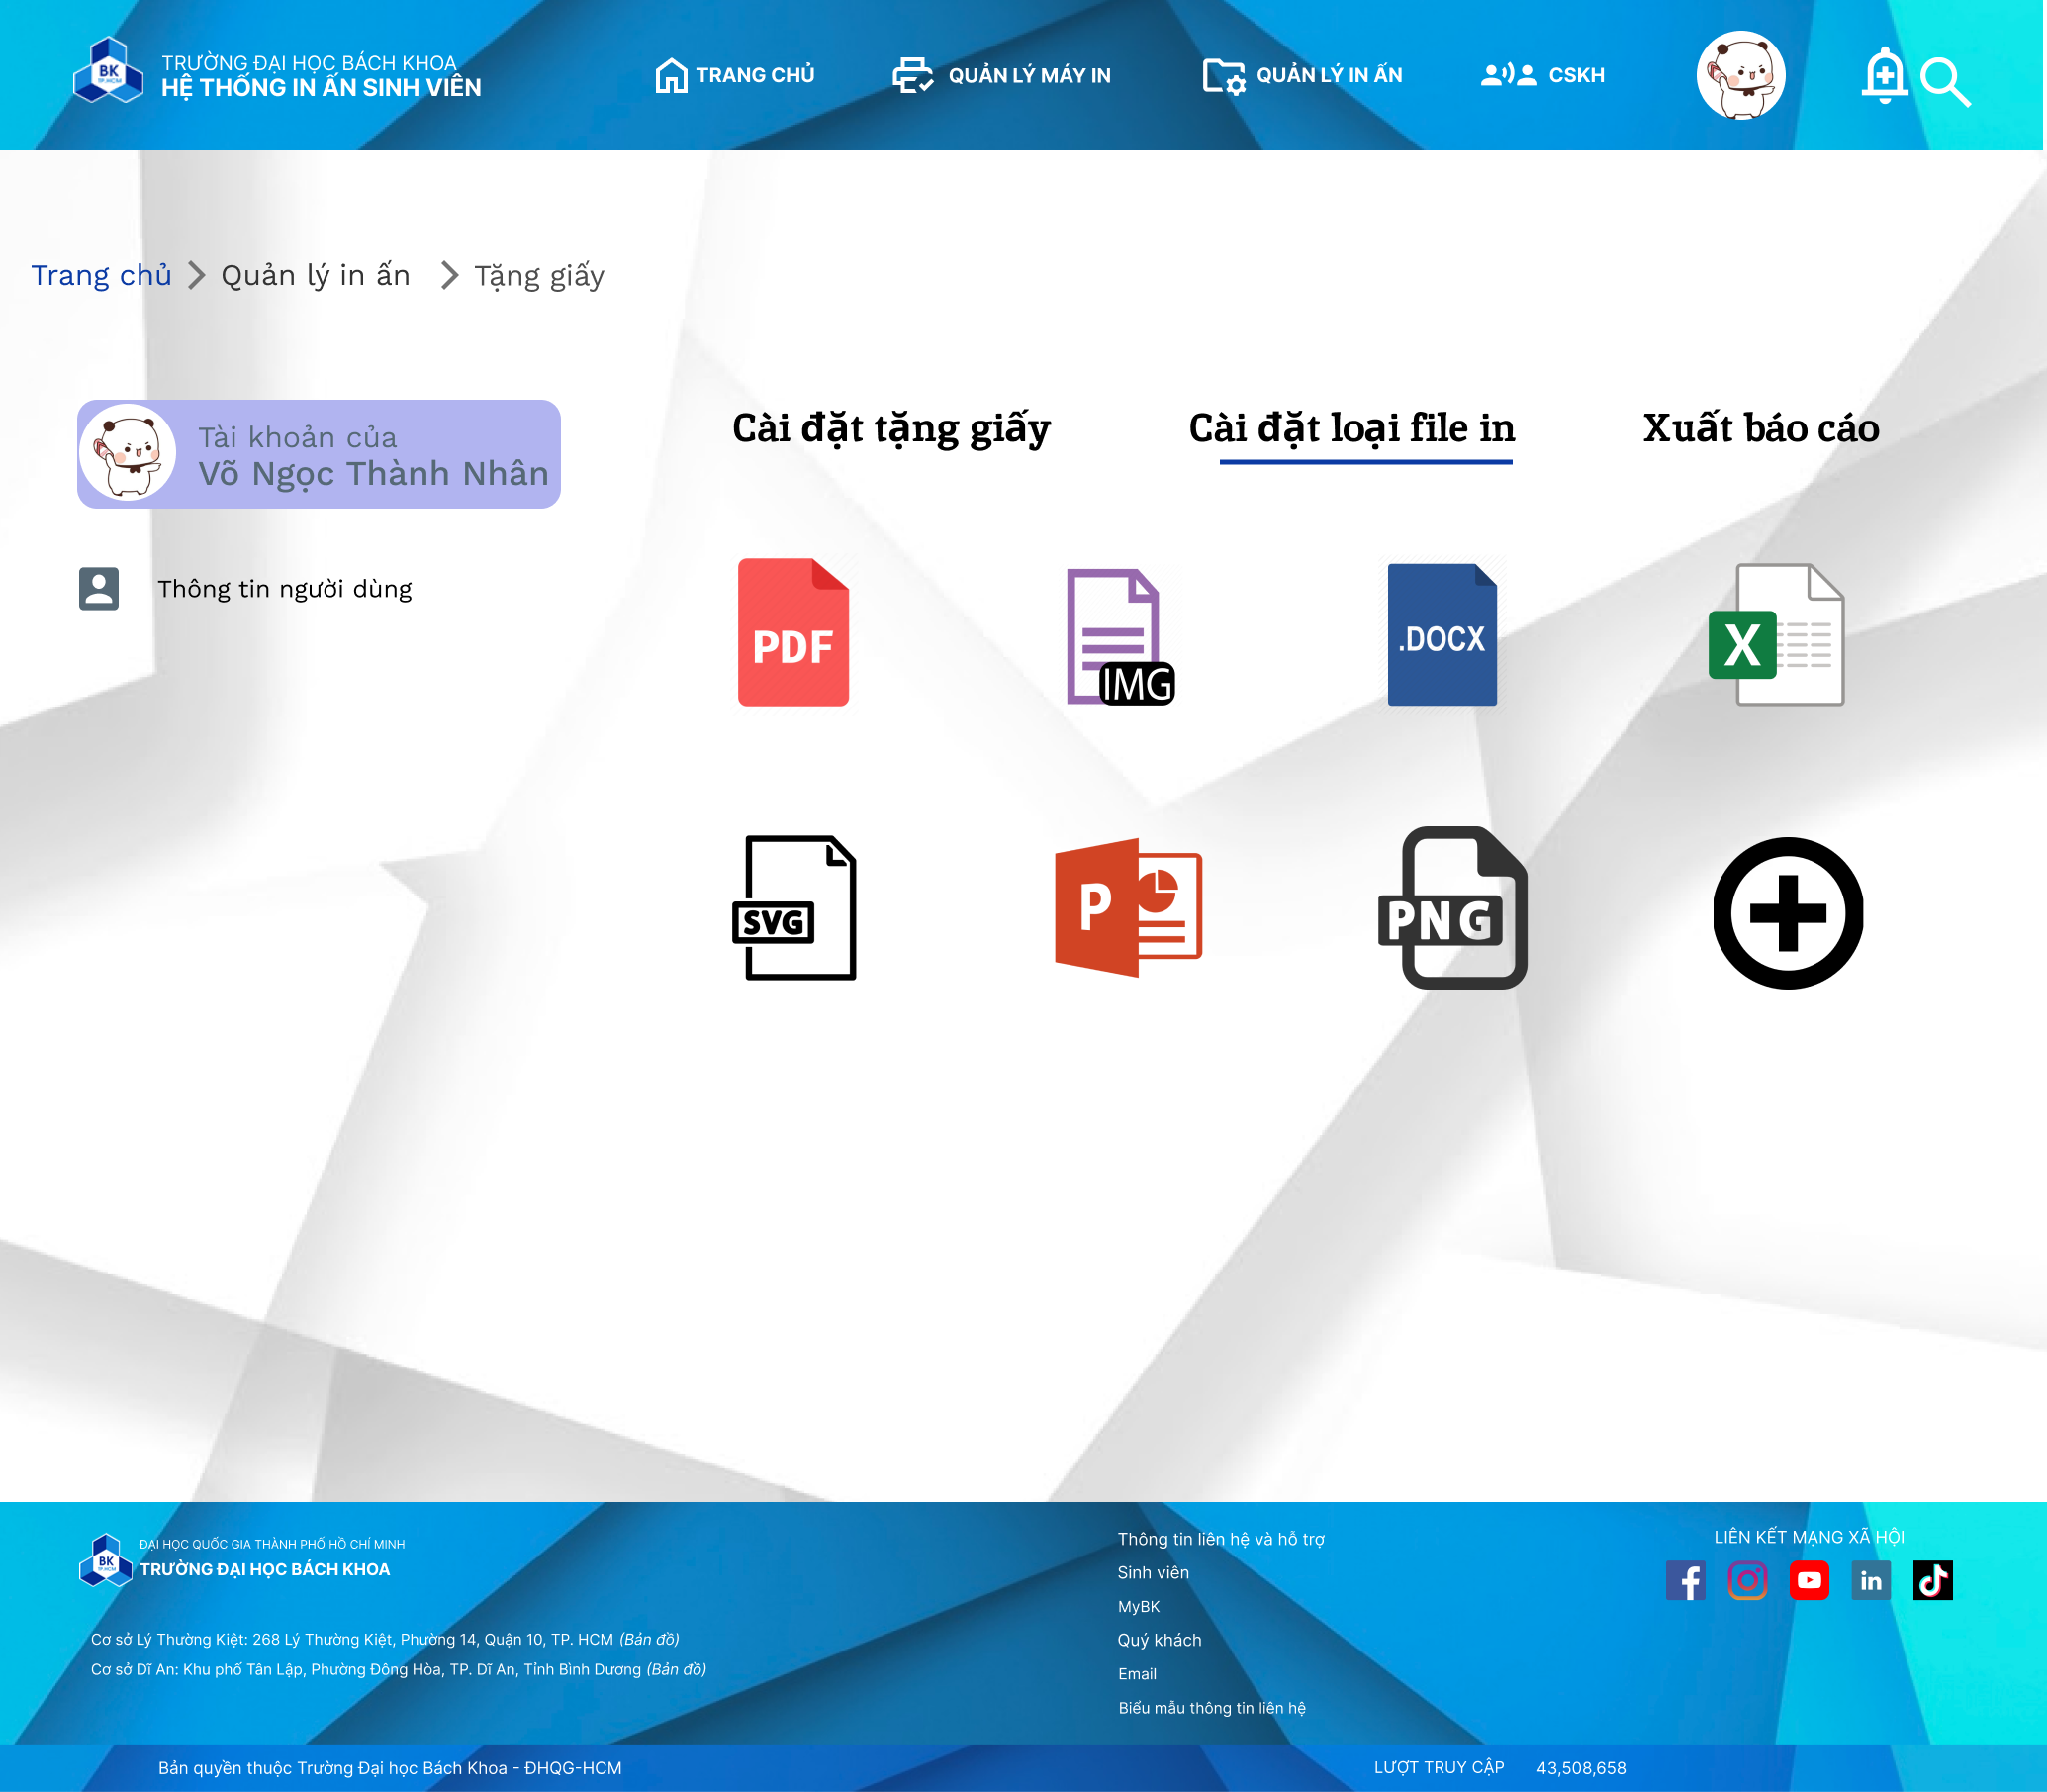 BK
TP.HCM
TRƯỜNG ĐẠI HỌC BÁCH KHOA
HỆ THỐNG IN ẤN SINH VIÊN
TRANG CHỦ
QUẢN LÝ MÁY IN
QUẢN LÝ IN ẤN
CSKH
Trang chủ
Quản lý in ấn
Tặng giấy
Tài khoản của
Võ Ngọc Thành Nhân
Thông tin người dùng
Cài đặt tặng giấy
Cài đặt loại file in
Xuất báo cáo
PDF
IMG
.DOCX
X
SVG
P
PNG
BK
TP.HCM
ĐẠI HỌC QUỐC GIA THÀNH PHỐ HỒ CHÍ MINH
TRƯỜNG ĐẠI HỌC BÁCH KHOA
Cơ sở Lý Thường Kiệt: 268 Lý Thường Kiệt, Phường 14, Quận 10, TP. HCM (Bản đồ)
Cơ sở Dĩ An: Khu phố Tân Lập, Phường Đông Hòa, TP. Dĩ An, Tỉnh Bình Dương (Bản đồ)
Thông tin liên hệ và hỗ trợ
Sinh viên
MyBK
Quý khách
Email
Biểu mẫu thông tin liên hệ
LIÊN KẾT MẠNG XÃ HỘI
f
in
Bản quyền thuộc Trường Đại học Bách Khoa - ĐHQG-HCM
LƯỢT TRUY CẬP 43,508,658